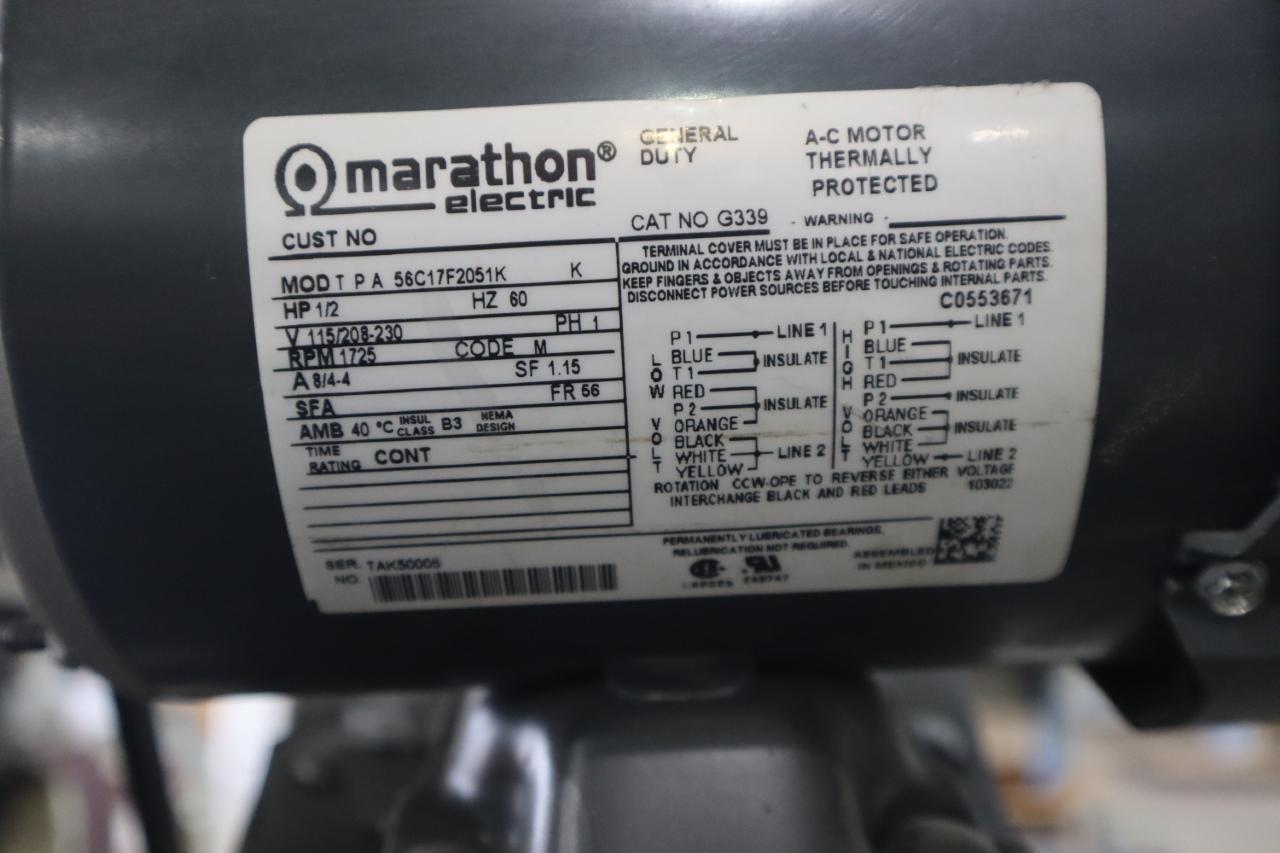 marathon®
electric
GENERAL
DUTY
A-C MOTOR
THERMALLY
PROTECTED
CUST NO
CAT NO G339
- WARNING -
MOD T P A 56C17F2051K K
HP 1/2 HZ 60
V 115/208-230 PH 1
RPM 1725 CODE M
A 8/4-4 SF 1.15
SFA FR 56
AMB 40 °C INSUL CLASS B3 NEMA DESIGN
TIME RATING CONT
TERMINAL COVER MUST BE IN PLACE FOR SAFE OPERATION.
GROUND IN ACCORDANCE WITH LOCAL & NATIONAL ELECTRIC CODES.
KEEP FINGERS & OBJECTS AWAY FROM OPENINGS & ROTATING PARTS.
DISCONNECT POWER SOURCES BEFORE TOUCHING INTERNAL PARTS.
C0553671
LOW VOLT
P1 LINE 1
BLUE
T1 INSULATE
RED
P2 INSULATE
ORANGE
BLACK
WHITE LINE 2
YELLOW
HIGH VOLT
P1 LINE 1
BLUE
T1 INSULATE
RED
P2 INSULATE
ORANGE
BLACK INSULATE
WHITE
YELLOW LINE 2
ROTATION CCW-OPE TO REVERSE EITHER VOLTAGE
INTERCHANGE BLACK AND RED LEADS 103022
PERMANENTLY LUBRICATED BEARINGS.
RELUBRICATION NOT REQUIRED.
ASSEMBLED
IN MEXICO
SER. TAK50005
NO.